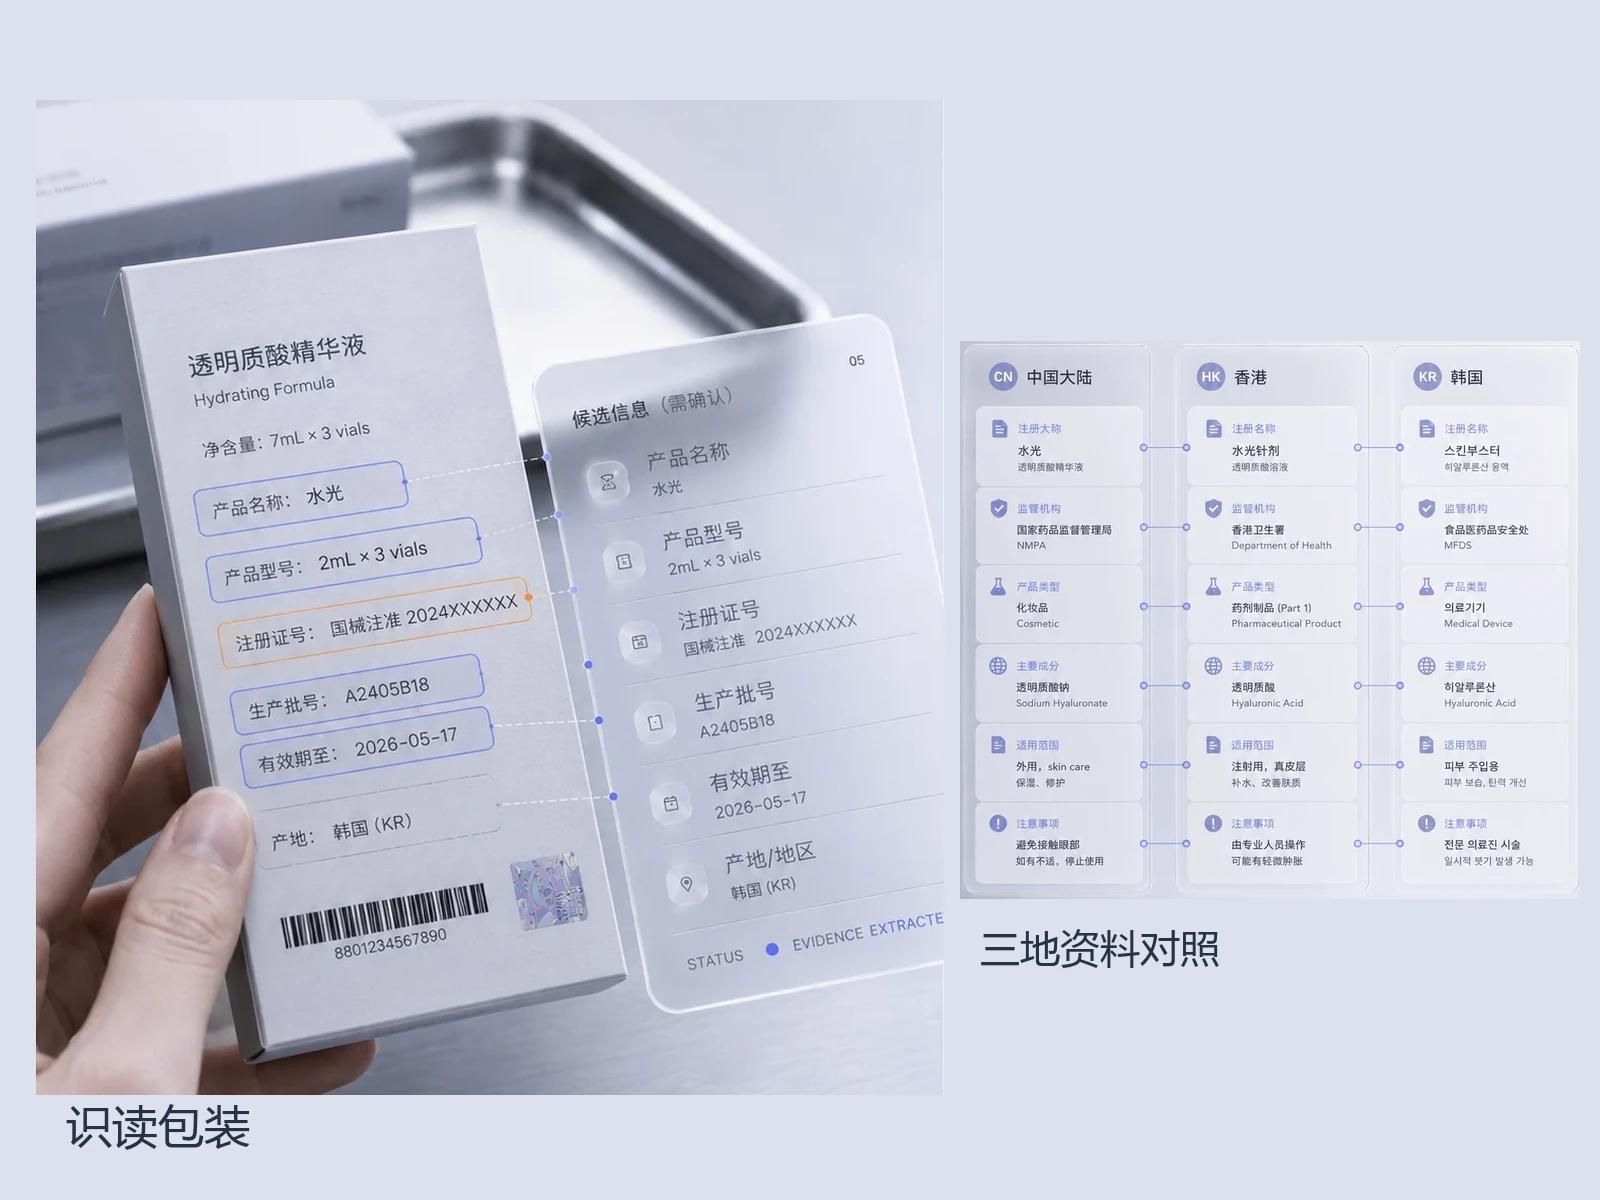 透明质酸精华液
Hydrating Formula
净含量：7mL × 3 vials
产品名称： 水光
产品型号： 2mL × 3 vials
注册证号： 国械注准 2024XXXXXX
生产批号： A2405B18
有效期至： 2026-05-17
产地： 韩国 (KR)
8801234567890
05
候选信息（需确认）
产品名称
水光
产品型号
2mL × 3 vials
注册证号
国械注准 2024XXXXXX
生产批号
A2405B18
有效期至
2026-05-17
产地/地区
韩国 (KR)
STATUS EVIDENCE EXTRACTE
识读包装
CN 中国大陆
注册大称
水光
透明质酸精华液
监管机构
国家药品监督管理局
NMPA
产品类型
化妆品
Cosmetic
主要成分
透明质酸钠
Sodium Hyaluronate
适用范围
外用，skin care
保湿、修护
注意事项
避免接触眼部
如有不适，停止使用
HK 香港
注册名称
水光针剂
透明质酸溶液
监管机构
香港卫生署
Department of Health
产品类型
药剂制品 (Part 1)
Pharmaceutical Product
主要成分
透明质酸
Hyaluronic Acid
适用范围
注射用，真皮层
补水、改善肤质
注意事项
由专业人员操作
可能有轻微肿胀
KR 韩国
注册名称
스킨부스터
히알루론산 용액
监管机构
食品医药品安全处
MFDS
产品类型
의료기기
Medical Device
主要成分
히알루론산
Hyaluronic Acid
适用范围
피부 주입용
피부 보습, 탄력 개선
注意事项
전문 의료진 시술
일시적 붓기 발생 가능
三地资料对照